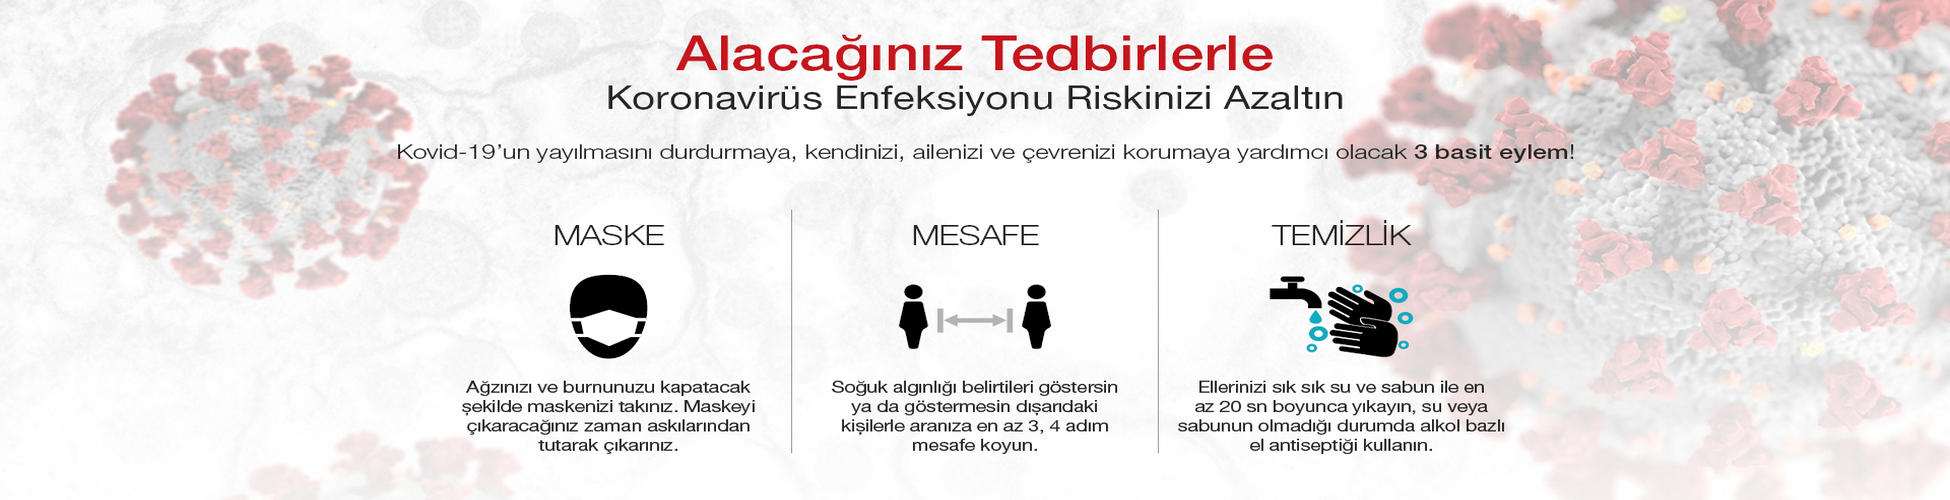 Alacağınız Tedbirlerle
Koronavirüs Enfeksiyonu Riskinizi Azaltın
Kovid-19’un yayılmasını durdurmaya, kendinizi, ailenizi ve çevrenizi korumaya yardımcı olacak 3 basit eylem!
MASKE
Ağzınızı ve burnunuzu kapatacak
şekilde maskenizi takınız. Maskeyi
çıkaracağınız zaman askılarından
tutarak çıkarınız.
MESAFE
Soğuk algınlığı belirtileri göstersin
ya da göstermesin dışarıdaki
kişilerle aranıza en az 3, 4 adım
mesafe koyun.
TEMİZLİK
Ellerinizi sık sık su ve sabun ile en
az 20 sn boyunca yıkayın, su veya
sabunun olmadığı durumda alkol bazlı
el antiseptiği kullanın.